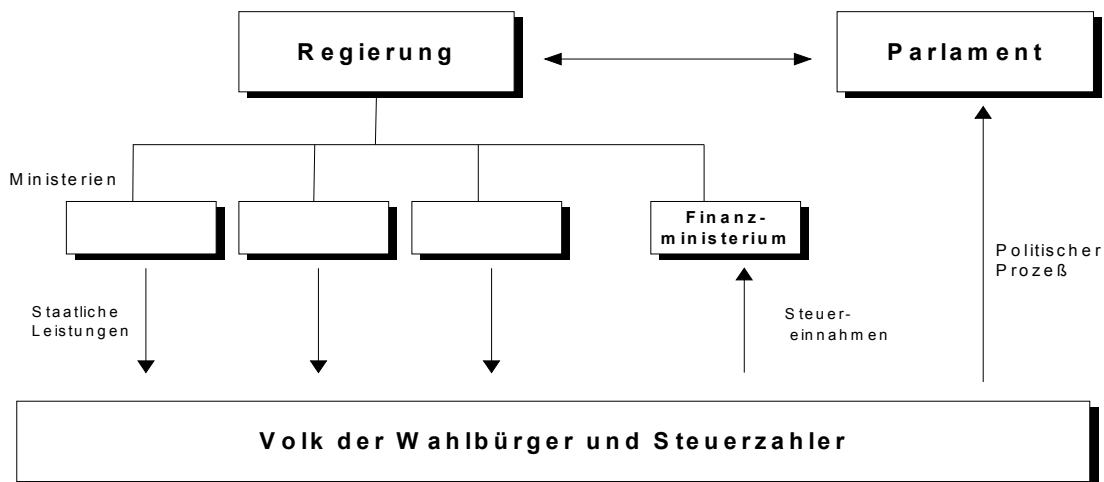 Regierung
Parlament
Ministerien
Finanz-
ministerium
Politischer
Prozeß
Staatliche
Leistungen
Steuer-
einnahmen
Volk der Wahlbürger und Steuerzahler